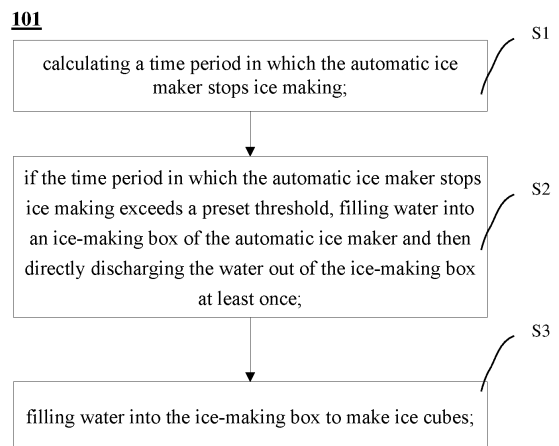 101
S1
calculating a time period in which the automatic ice
maker stops ice making;
if the time period in which the automatic ice maker stops
ice making exceeds a preset threshold, filling water into
an ice-making box of the automatic ice maker and then
directly discharging the water out of the ice-making box
at least once;
S2
S3
filling water into the ice-making box to make ice cubes;